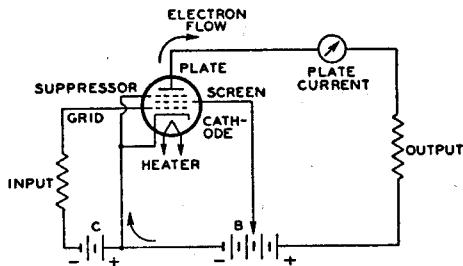 ELECTRON
FLOW
PLATE
SUPPRESSOR
SCREEN
PLATE
CURRENT
GRID
CATH-
ODE
HEATER
INPUT
OUTPUT
C
B
- +
- +